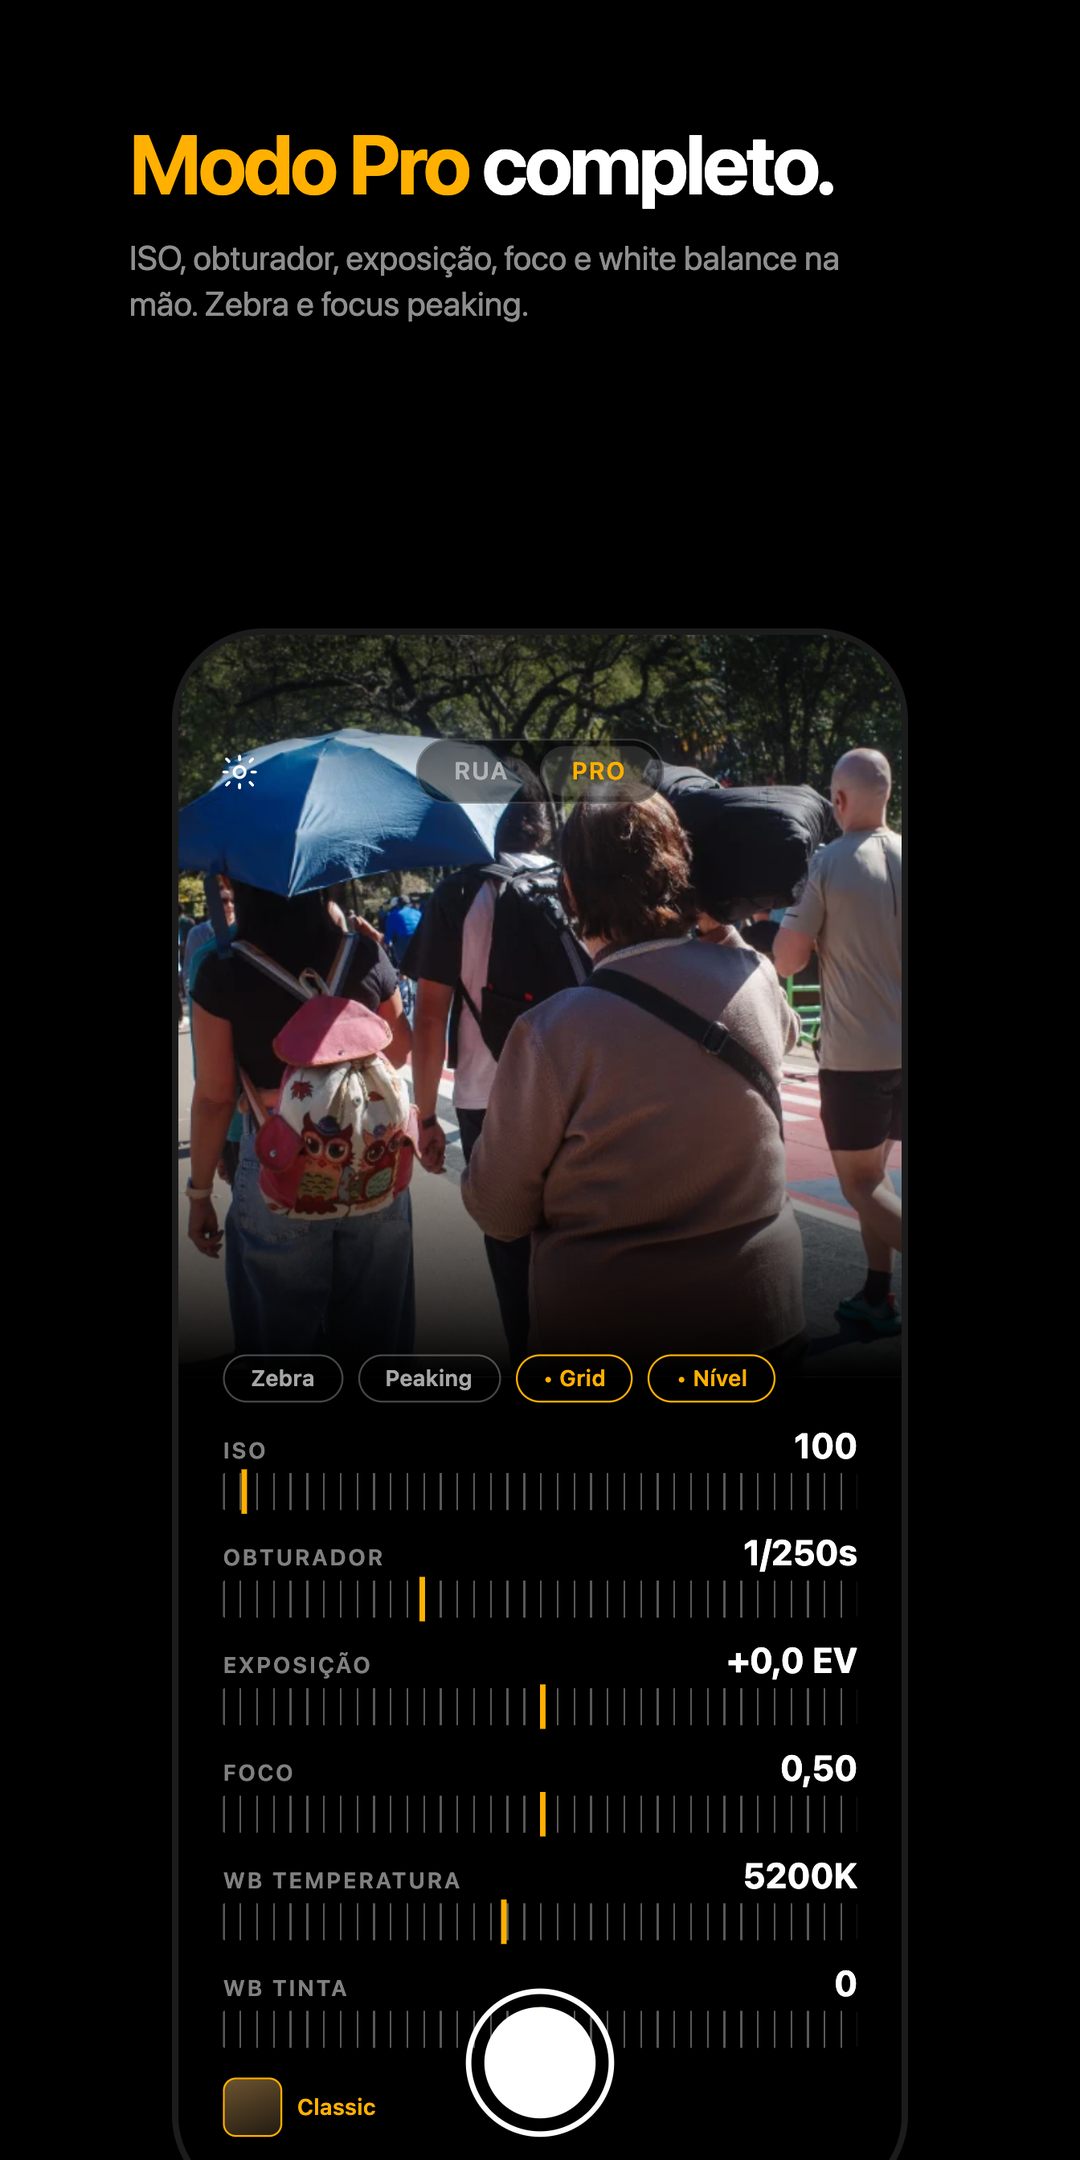 Modo Pro completo.
ISO, obturador, exposição, foco e white balance na
mão. Zebra e focus peaking.
RUA PRO
Zebra Peaking • Grid • Nível
ISO 100
OBTURADOR 1/250s
EXPOSIÇÃO +0,0 EV
FOCO 0,50
WB TEMPERATURA 5200K
WB TINTA 0
Classic